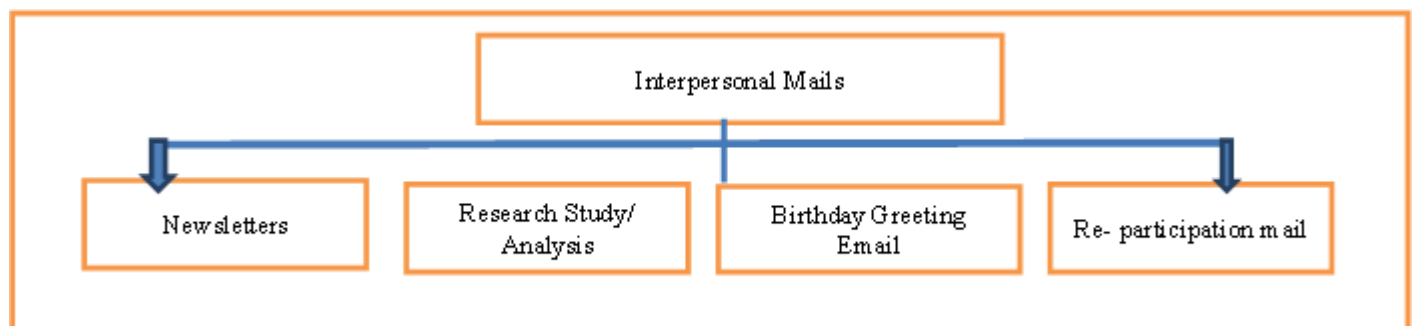 Interpersonal Mails
Newsletters
Research Study/
Analysis
Birthday Greeting
Email
Re- participation mail